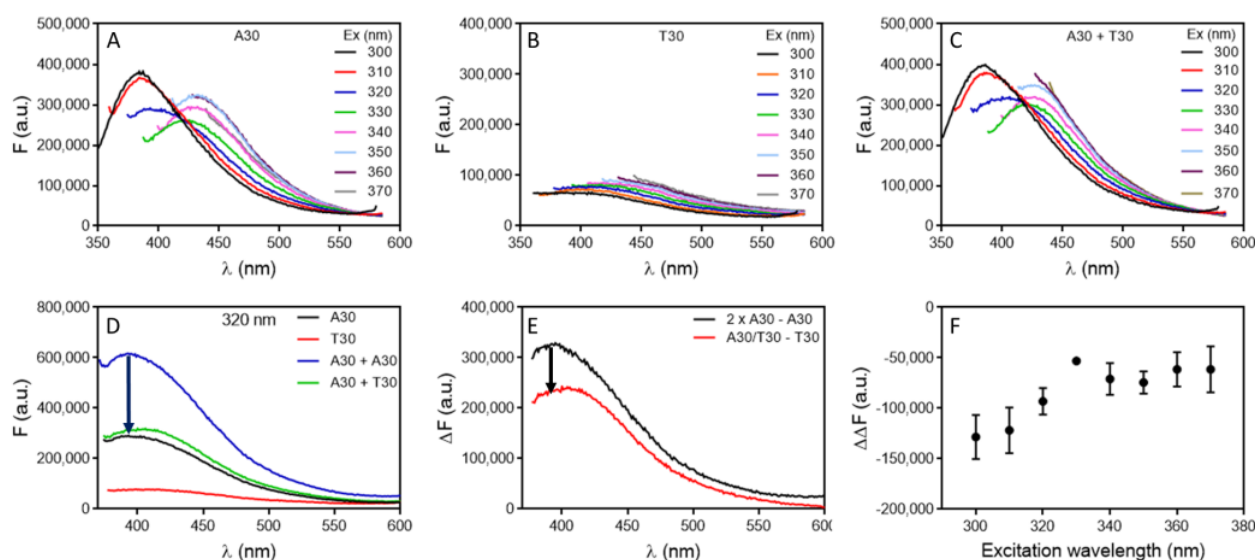 A
A30
Ex (nm)
300
310
320
330
340
350
360
370
500,000
400,000
300,000
200,000
100,000
0
F (a.u.)
350 400 450 500 550 600
λ (nm)
B
T30
Ex (nm)
300
310
320
330
340
350
360
370
400,000
300,000
200,000
100,000
0
F (a.u.)
350 400 450 500 550 600
λ (nm)
C
A30 + T30
Ex (nm)
300
310
320
330
340
350
360
370
500,000
400,000
300,000
200,000
100,000
0
F (a.u.)
350 400 450 500 550 600
λ (nm)
D
320 nm
A30
T30
A30 + A30
A30 + T30
800,000
600,000
400,000
200,000
0
F (a.u.)
400 450 500 550 600
λ (nm)
E
2 x A30 - A30
A30/T30 - T30
400,000
300,000
200,000
100,000
0
ΔF (a.u.)
400 450 500 550 600
λ (nm)
F
-0
-50,000
-100,000
-150,000
-200,000
ΔΔF (a.u.)
300 320 340 360 380
Excitation wavelength (nm)